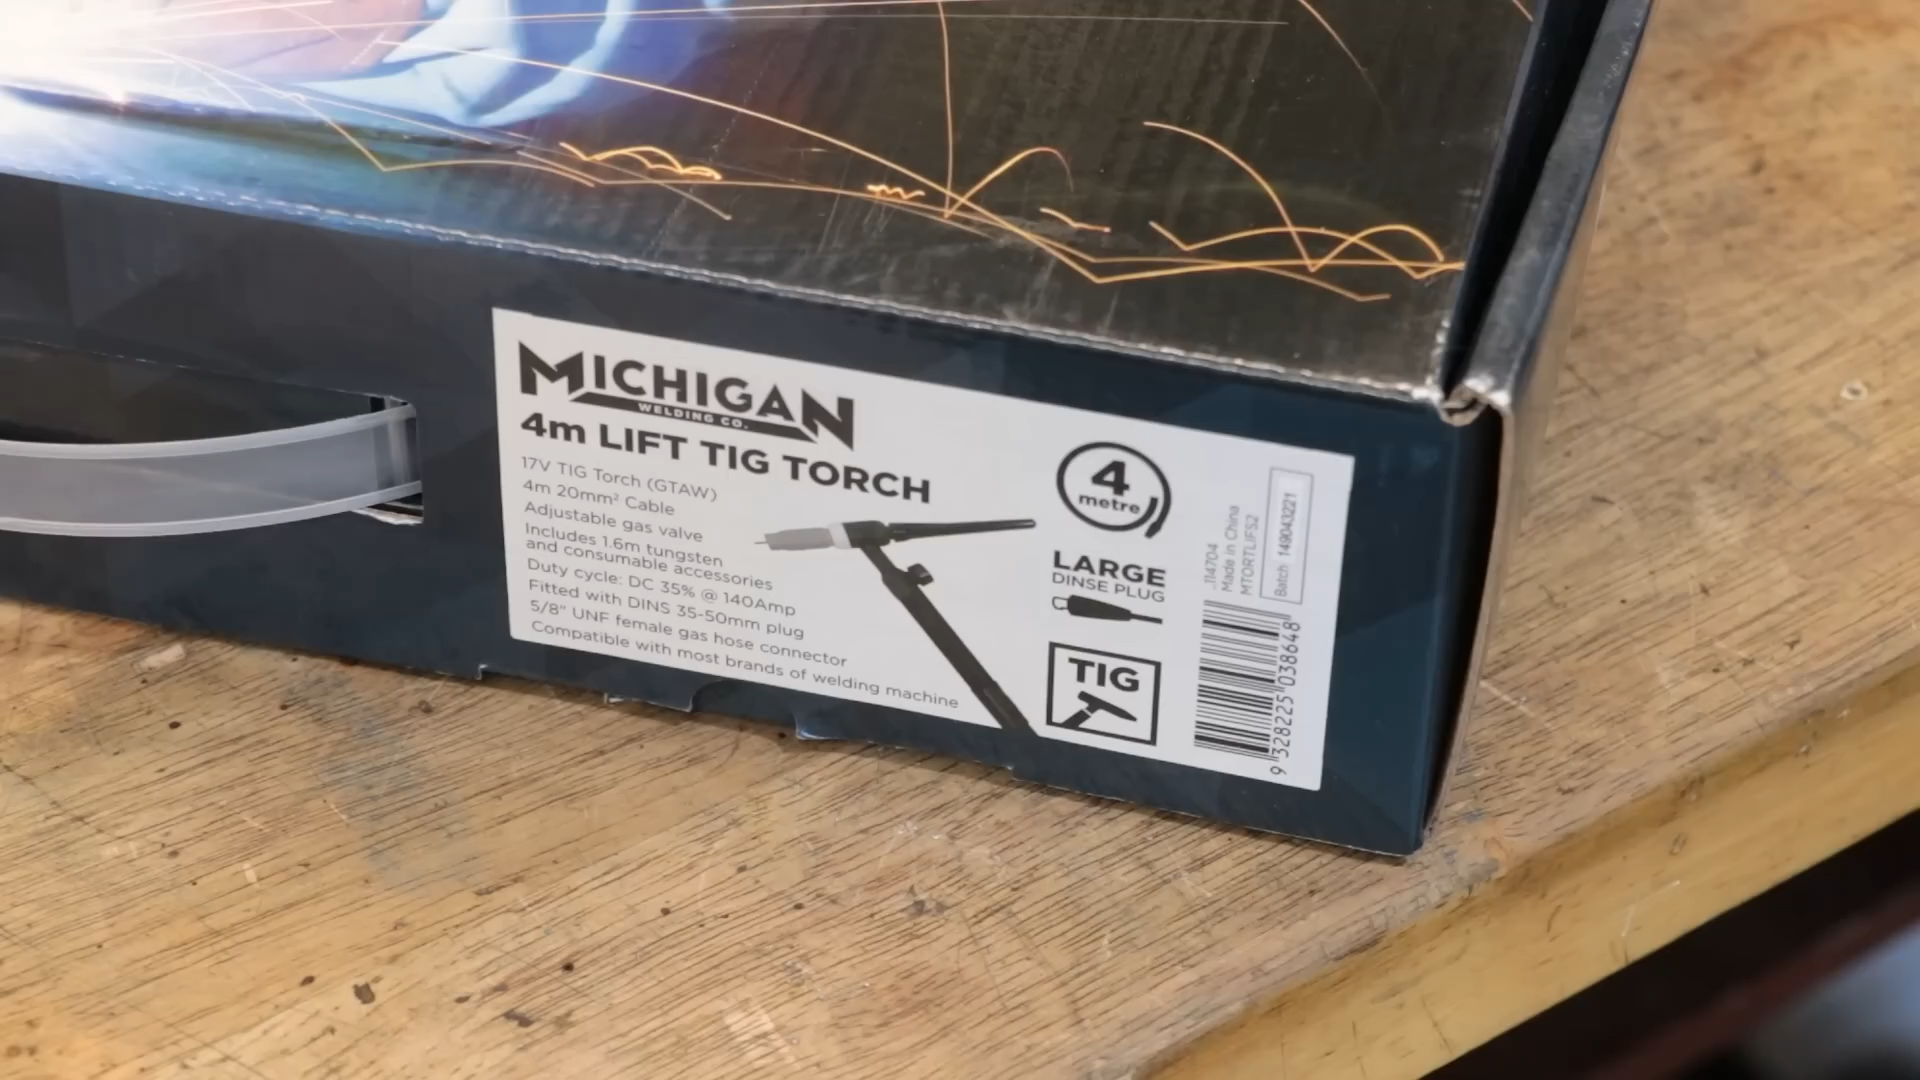 MICHIGAN
WELDING CO.
4m LIFT TIG TORCH
17V TIG Torch (GTAW)
4m 20mm² Cable
Adjustable gas valve
Includes 1.6m tungsten
and consumable accessories
Duty cycle: DC 35% @ 140Amp
Fitted with DINS 35-50mm plug
5/8" UNF female gas hose connector
Compatible with most brands of welding machine
4
metre
LARGE
DINSE PLUG
TIG
114704
Made in China
MTORTLIFS2
Batch 149043221
9 328225 038648